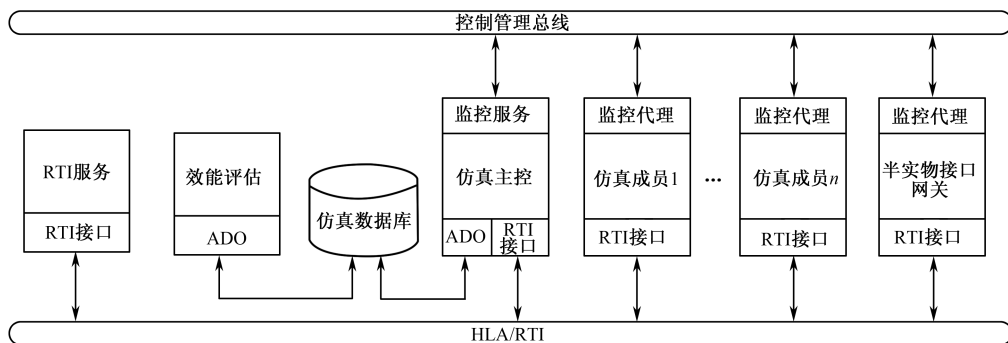 控制管理总线
监控服务
监控代理
监控代理
监控代理
RTI服务
效能评估
仿真数据库
仿真主控
仿真成员1
...
仿真成员n
半实物接口
网关
RTI接口
ADO
ADO
RTI
接口
RTI接口
RTI接口
RTI接口
HLA/RTI